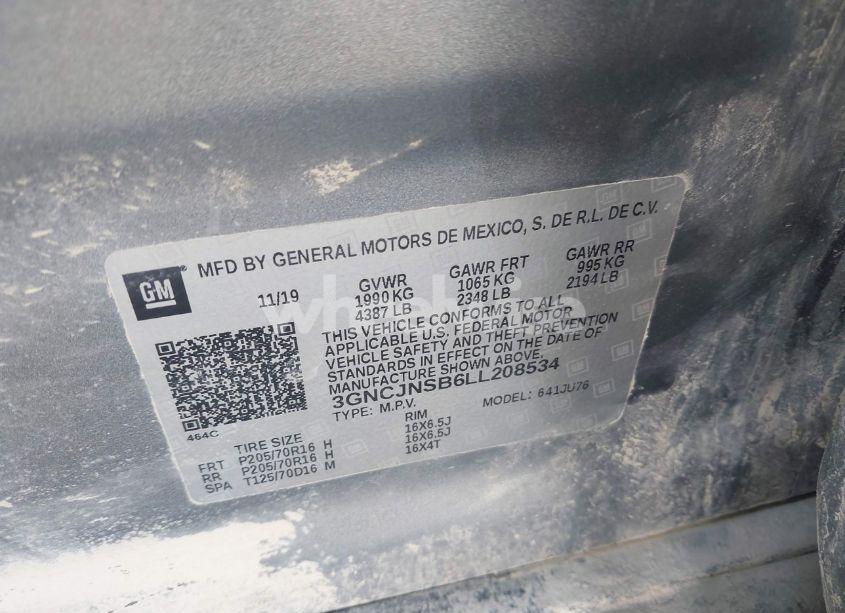 MFD BY GENERAL MOTORS DE MEXICO, S. DE R.L. DE C.V.
GM
11/19
GVWR
1990 KG
4387 LB
GAWR FRT
1065 KG
2348 LB
GAWR RR
995 KG
2194 LB
THIS VEHICLE CONFORMS TO ALL
APPLICABLE U.S. FEDERAL MOTOR
VEHICLE SAFETY AND THEFT PREVENTION
STANDARDS IN EFFECT ON THE DATE OF
MANUFACTURE SHOWN ABOVE.
3GNCJNSB6LL208534
TYPE: M.P.V.
MODEL: 641JU76
464C
TIRE SIZE
RIM
FRT P205/70R16 H 16X6.5J
RR P205/70R16 H 16X6.5J
SPA T125/70D16 M 16X4T